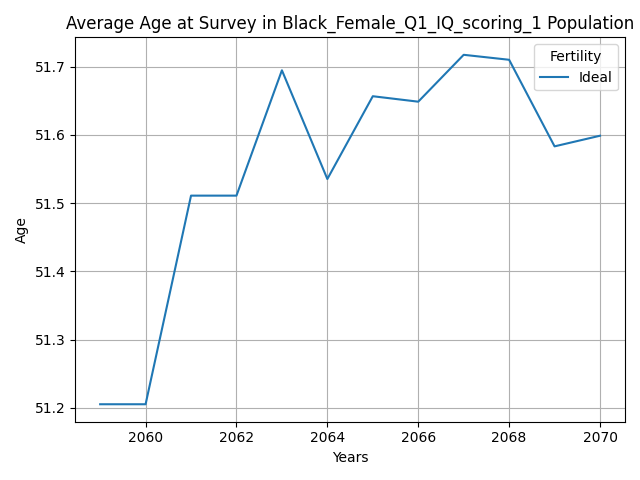 Average Age at Survey in Black_Female_Q1_IQ_scoring_1 Population
Fertility
Ideal
51.7
51.6
51.5
51.4
51.3
51.2
Age
2060 2062 2064 2066 2068 2070
Years